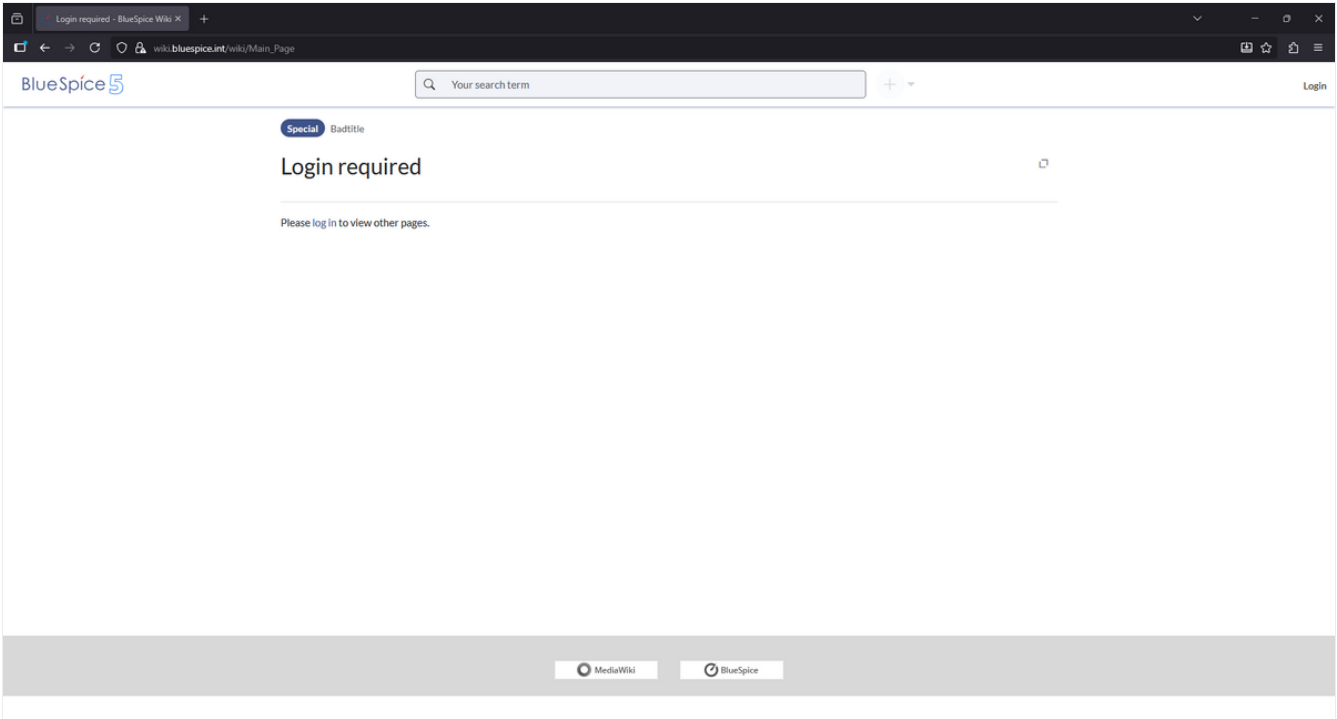 Login required - BlueSpice Wiki
wiki.bluespice.int/wiki/Main_Page
BlueSpice 5
Your search term
Login
Special Badtitle
Login required
Please log in to view other pages.
MediaWiki
BlueSpice